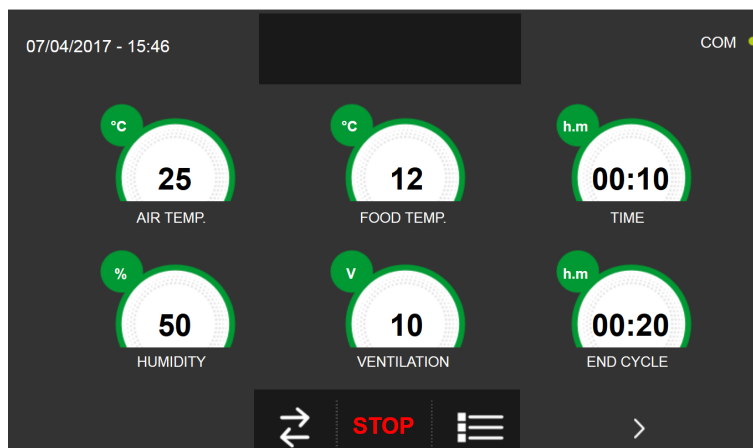 07/04/2017 - 15:46
COM
°C
25
AIR TEMP.
°C
12
FOOD TEMP.
h.m
00:10
TIME
%
50
HUMIDITY
V
10
VENTILATION
h.m
00:20
END CYCLE
STOP